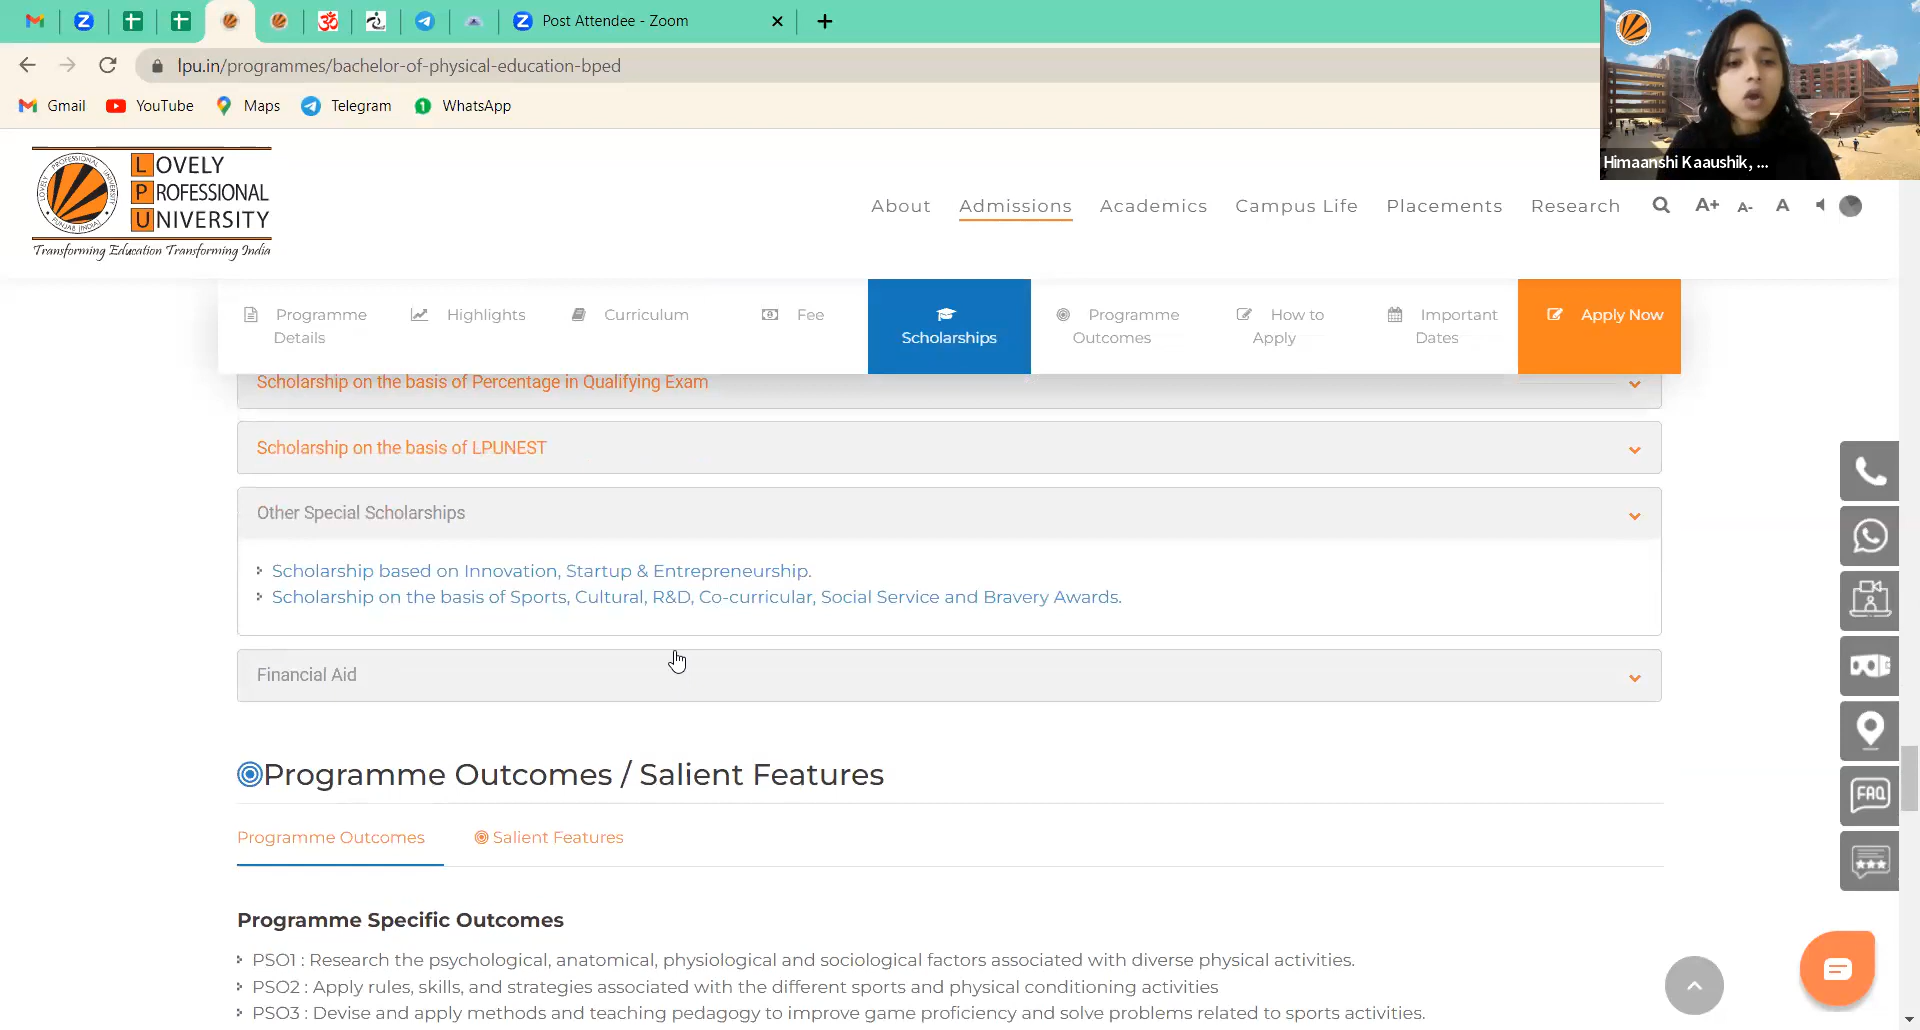 Post Attendee - Zoom
lpu.in/programmes/bachelor-of-physical-education-bped
Gmail
YouTube
Maps
Telegram
WhatsApp
Himaanshi Kaaushik, ...
LOVELY
PROFESSIONAL
UNIVERSITY
Transforming Education Transforming India
About
Admissions
Academics
Campus Life
Placements
Research
A+
A-
A
Programme
Details
Highlights
Curriculum
Fee
Scholarships
Programme
Outcomes
How to
Apply
Important
Dates
Apply Now
Scholarship on the basis of Percentage in Qualifying Exam
Scholarship on the basis of LPUNEST
Other Special Scholarships
Scholarship based on Innovation, Startup & Entrepreneurship.
Scholarship on the basis of Sports, Cultural, R&D, Co-curricular, Social Service and Bravery Awards.
Financial Aid
FAQ
Programme Outcomes / Salient Features
Programme Outcomes
Salient Features
Programme Specific Outcomes
PSO1 : Research the psychological, anatomical, physiological and sociological factors associated with diverse physical activities.
PSO2 : Apply rules, skills, and strategies associated with the different sports and physical conditioning activities
PSO3 : Devise and apply methods and teaching pedagogy to improve game proficiency and solve problems related to sports activities.